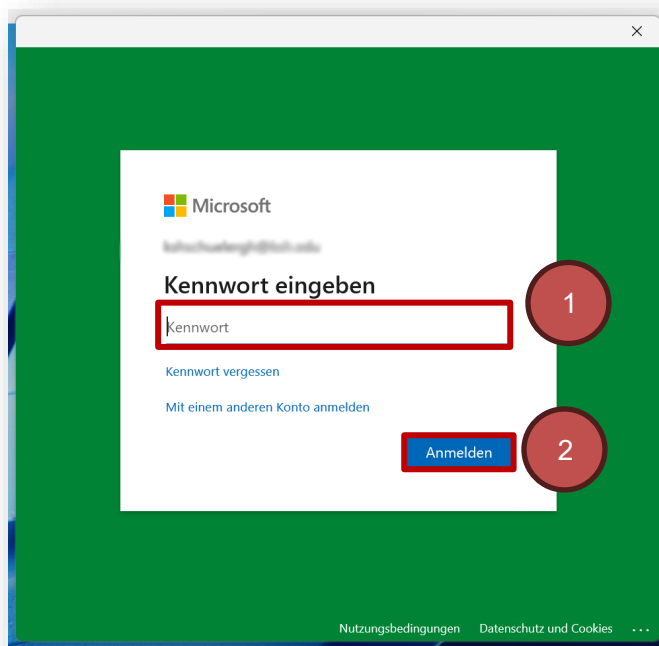 Microsoft
Kennwort eingeben
Kennwort
1
Kennwort vergessen
Mit einem anderen Konto anmelden
Anmelden
2
Nutzungsbedingungen Datenschutz und Cookies ...